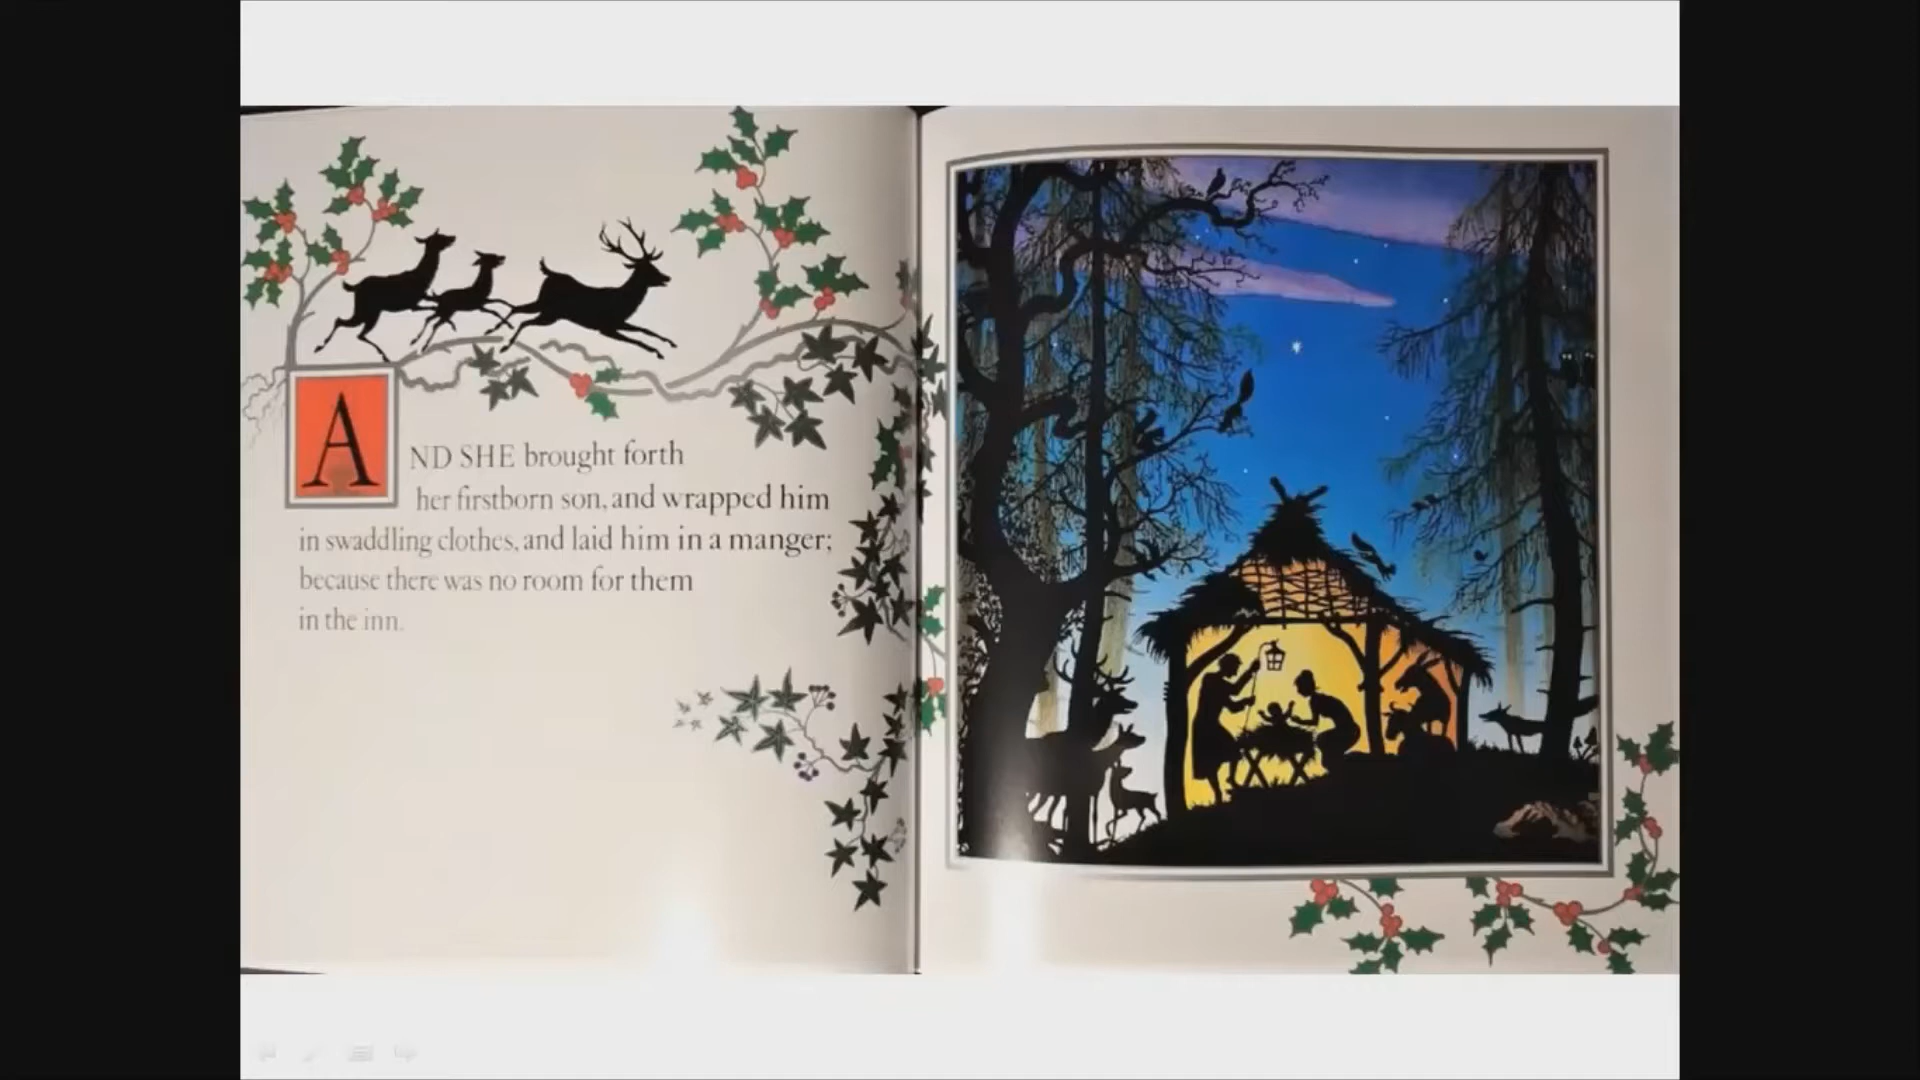 AND SHE brought forth
her firstborn son, and wrapped him
in swaddling clothes, and laid him in a manger;
because there was no room for them
in the inn.